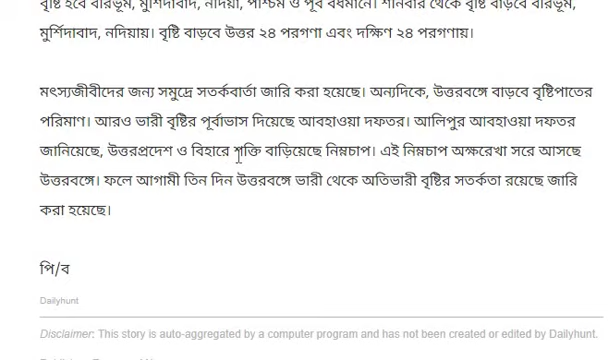 বৃষ্টি হবে বীরভূম, মুর্শিদাবাদ, নদিয়া, পশ্চিম ও পূর্ব বর্ধমানে। শনিবার থেকে বৃষ্টি বাড়বে বীরভূম,
মুর্শিদাবাদ, নদিয়ায়। বৃষ্টি বাড়বে উত্তর ২৪ পরগণা এবং দক্ষিণ ২৪ পরগণায়।
মৎস্যজীবীদের জন্য সমুদ্রে সতর্কবার্তা জারি করা হয়েছে। অন্যদিকে, উত্তরবঙ্গে বাড়বে বৃষ্টিপাতের
পরিমাণ। আরও ভারী বৃষ্টির পূর্বাভাস দিয়েছে আবহাওয়া দফতর। আলিপুর আবহাওয়া দফতর
জানিয়েছে, উত্তরপ্রদেশ ও বিহারে শক্তি বাড়িয়েছে নিম্নচাপ। এই নিম্নচাপ অক্ষরেখা সরে আসছে
উত্তরবঙ্গে। ফলে আগামী তিন দিন উত্তরবঙ্গে ভারী থেকে অতিভারী বৃষ্টির সতর্কতা রয়েছে জারি
করা হয়েছে।
পি/ব
Dailyhunt
Disclaimer: This story is auto-aggregated by a computer program and has not been created or edited by Dailyhunt.